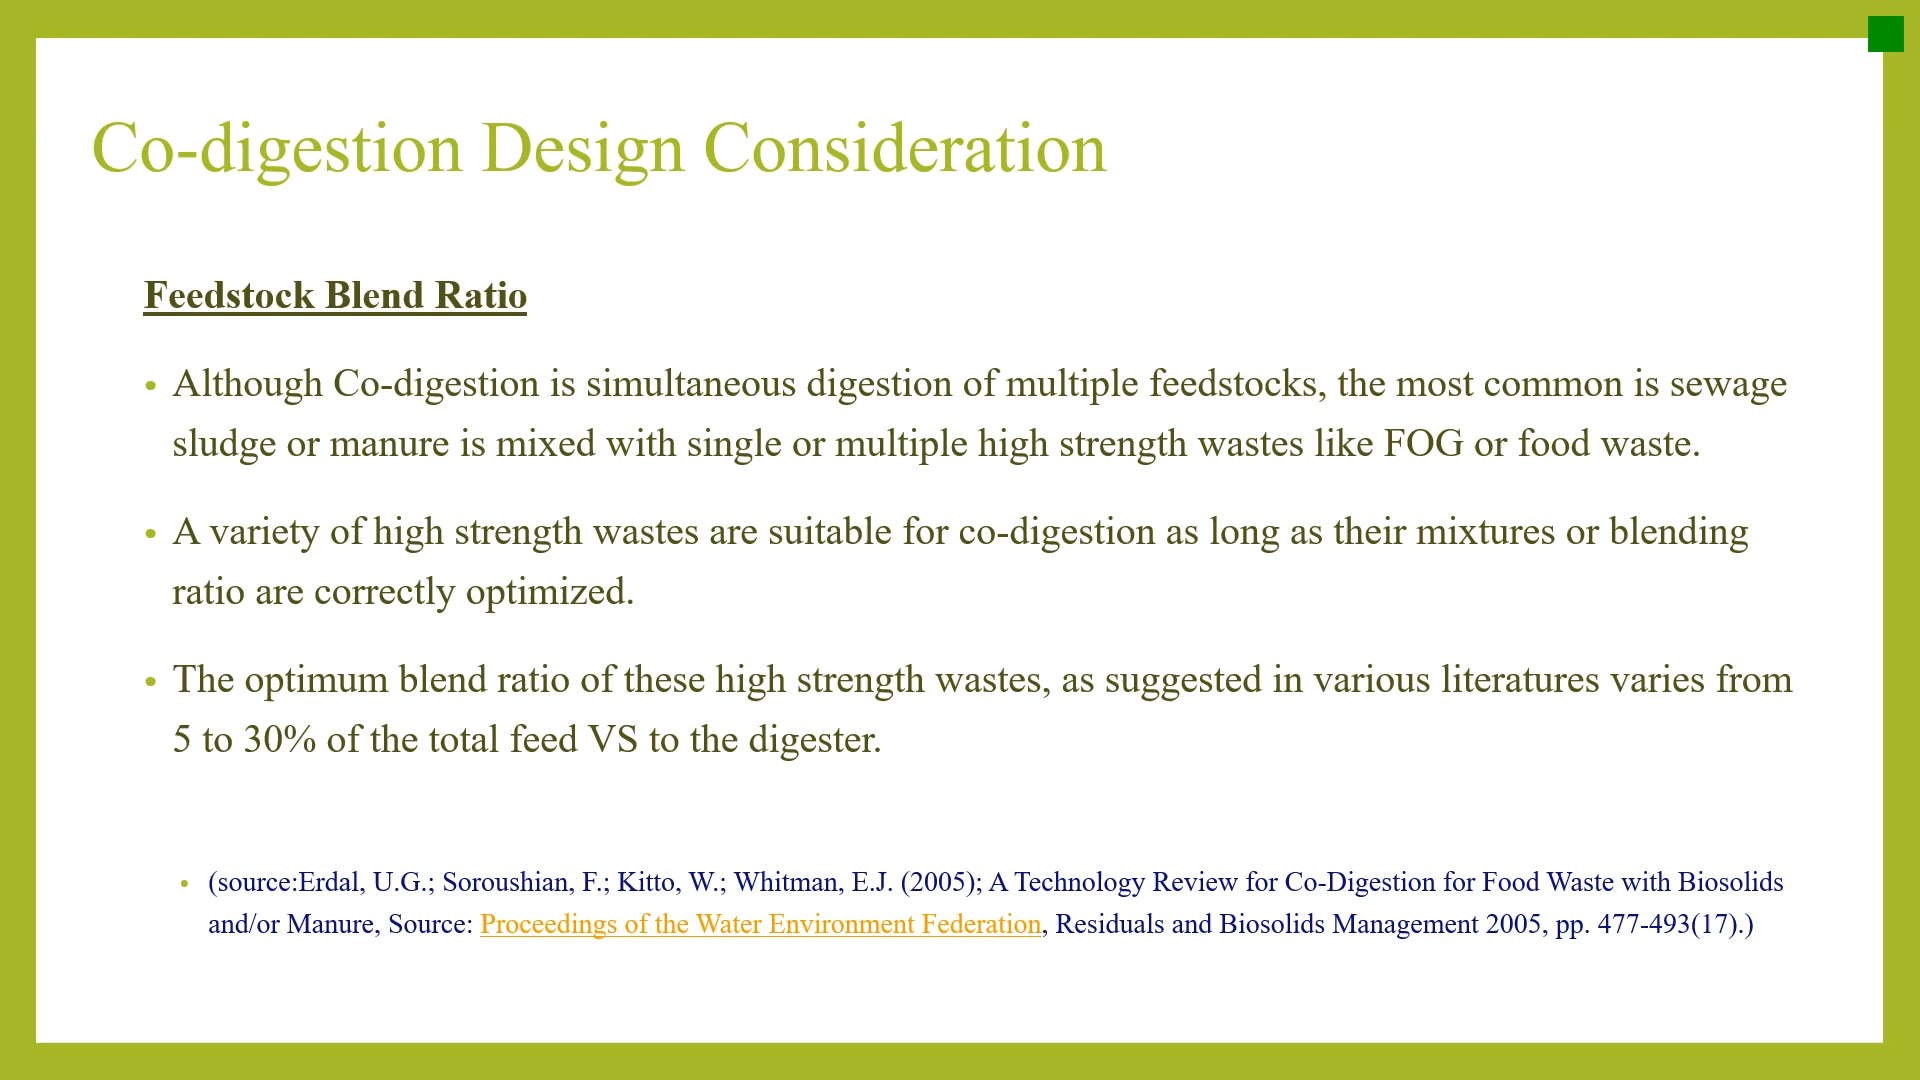 Co-digestion Design Consideration
Feedstock Blend Ratio
• Although Co-digestion is simultaneous digestion of multiple feedstocks, the most common is sewage
sludge or manure is mixed with single or multiple high strength wastes like FOG or food waste.
• A variety of high strength wastes are suitable for co-digestion as long as their mixtures or blending
ratio are correctly optimized.
• The optimum blend ratio of these high strength wastes, as suggested in various literatures varies from
5 to 30% of the total feed VS to the digester.
• (source:Erdal, U.G.; Soroushian, F.; Kitto, W.; Whitman, E.J. (2005); A Technology Review for Co-Digestion for Food Waste with Biosolids
and/or Manure, Source: Proceedings of the Water Environment Federation, Residuals and Biosolids Management 2005, pp. 477-493(17).)